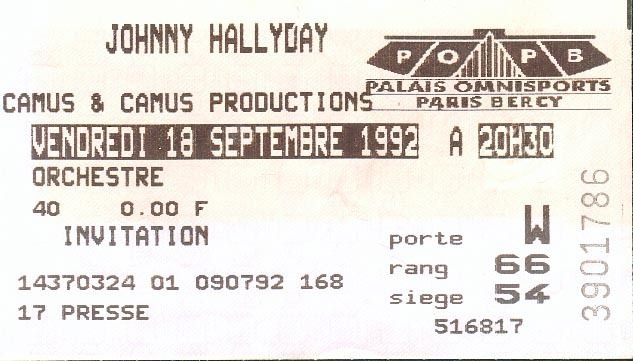 JOHNNY HALLYDAY
P O P B
PALAIS OMNISPORTS
PARIS BERCY
CAMUS & CAMUS PRODUCTIONS
VENDREDI 18 SEPTEMBRE 1992 A 20H30
ORCHESTRE
40 0.00 F
INVITATION
porte W
rang 66
siege 54
14370324 01 090792 168
17 PRESSE
516817
3901786